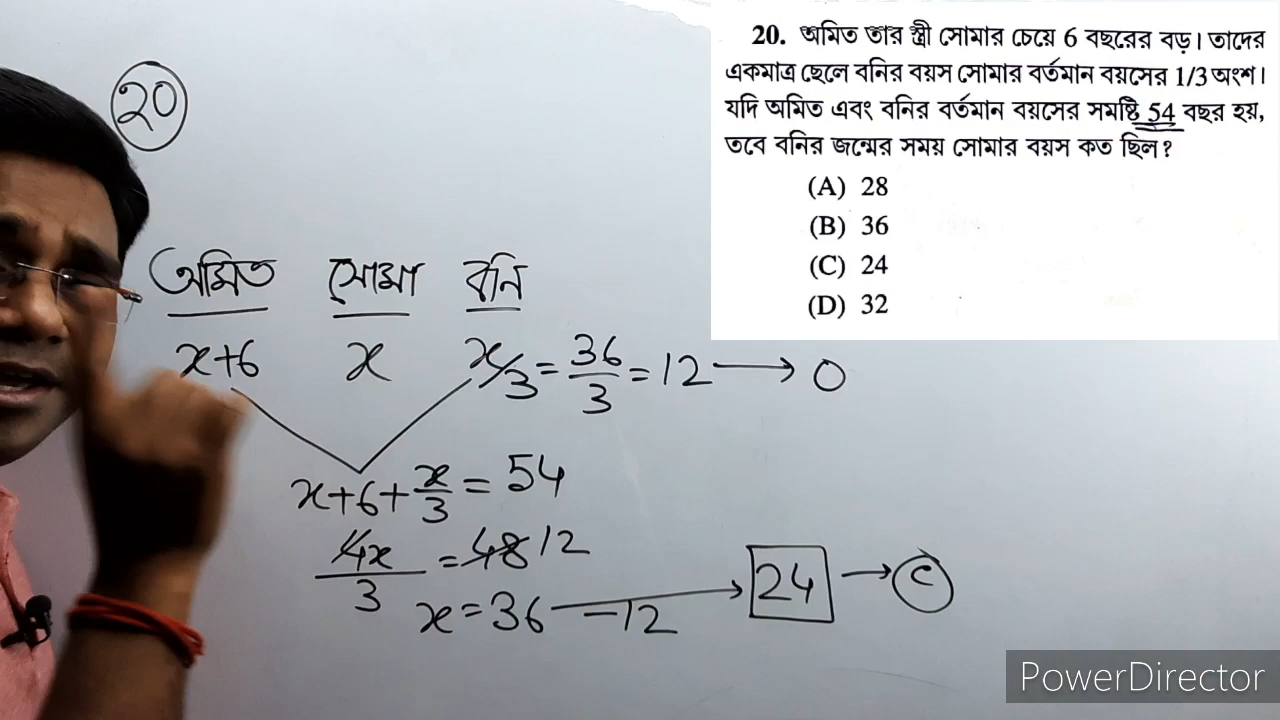 20. অমিত তার স্ত্রী সোমার চেয়ে 6 বছরের বড়। তাদের
একমাত্র ছেলে বনির বয়স সোমার বর্তমান বয়সের 1/3 অংশ।
যদি অমিত এবং বনির বর্তমান বয়সের সমষ্টি 54 বছর হয়,
তবে বনির জন্মের সময় সোমার বয়স কত ছিল?
(A) 28
(B) 36
(C) 24
(D) 32
20
অমিত সোমা বনি
x+6 x x/3 = 36/3 = 12 → 0
x+6+x/3 = 54
4x/3 = 48 12
x = 36 -12 → 24 → C
PowerDirector